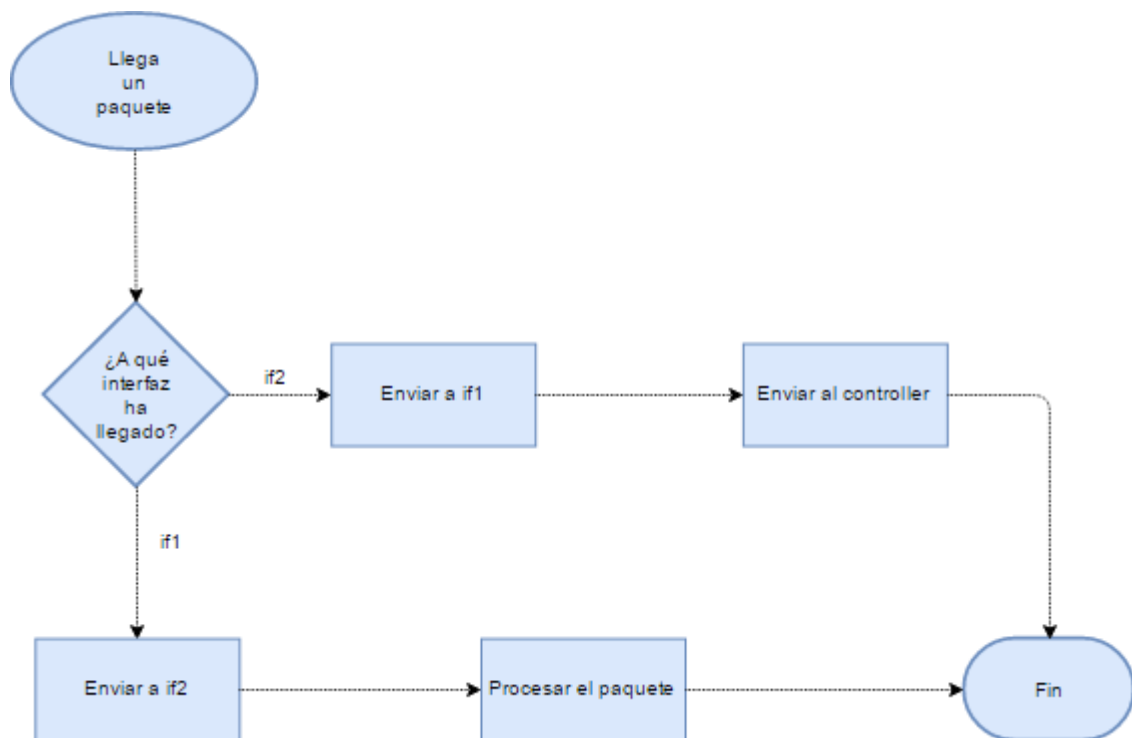 Llega
un
paquete
¿A qué
interfaz
ha
llegado?
if2
Enviar a if1
Enviar al controller
if1
Enviar a if2
Procesar el paquete
Fin